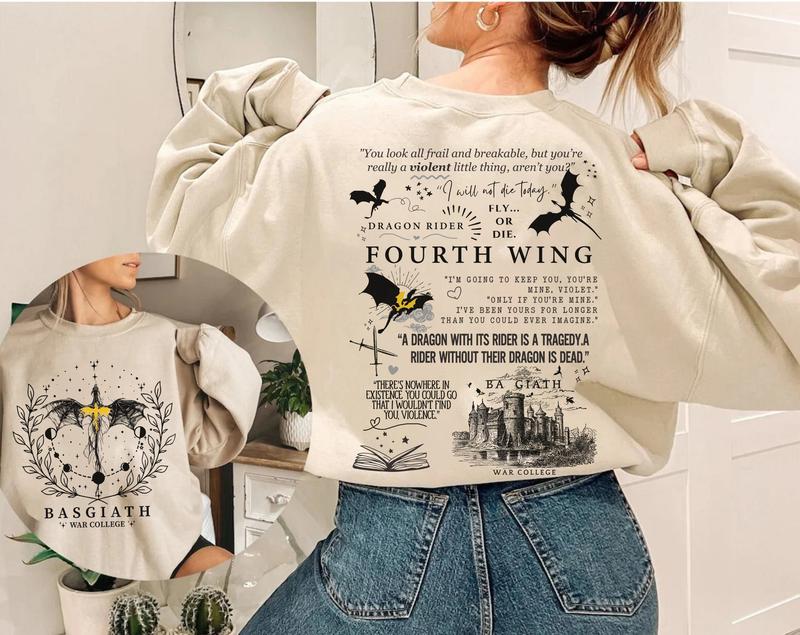 "You look all frail and breakable, but you're
really a violent little thing, aren't you?"
"I will not die today."
FLY...
OR
DIE.
DRAGON RIDER
FOURTH WING
"I'M GOING TO KEEP YOU, YOU'RE
MINE, VIOLET."
"ONLY IF YOU'RE MINE."
I'VE BEEN YOURS FOR LONGER
THAN YOU COULD EVER IMAGINE."
"A DRAGON WITH ITS RIDER IS A TRAGEDY.A
RIDER WITHOUT THEIR DRAGON IS DEAD."
"THERE'S NOWHERE IN
EXISTENCE YOU COULD GO
THAT I WOULDN'T FIND
YOU, VIOLENCE."
BA GIATH
WAR COLLEGE
BASGIATH
WAR COLLEGE